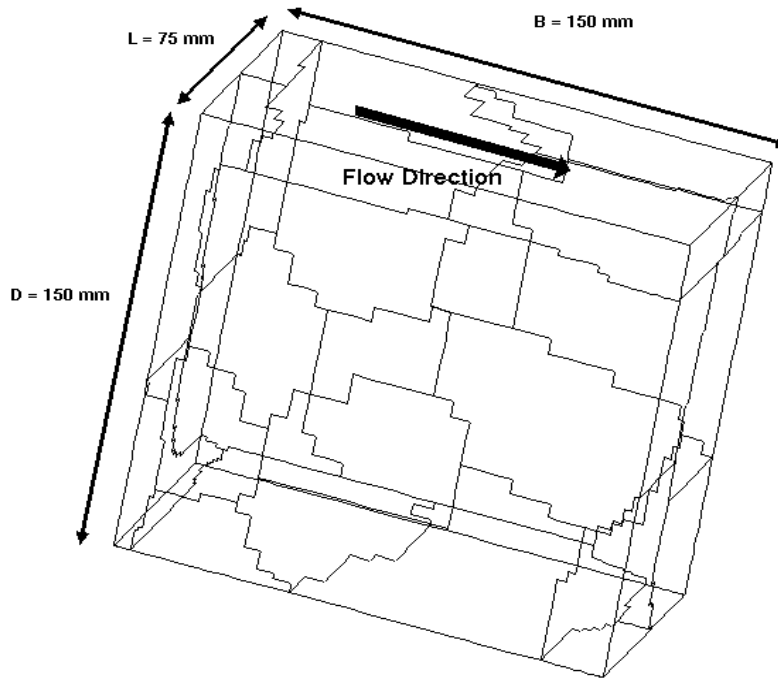 B = 150 mm
L = 75 mm
Flow Direction
D = 150 mm